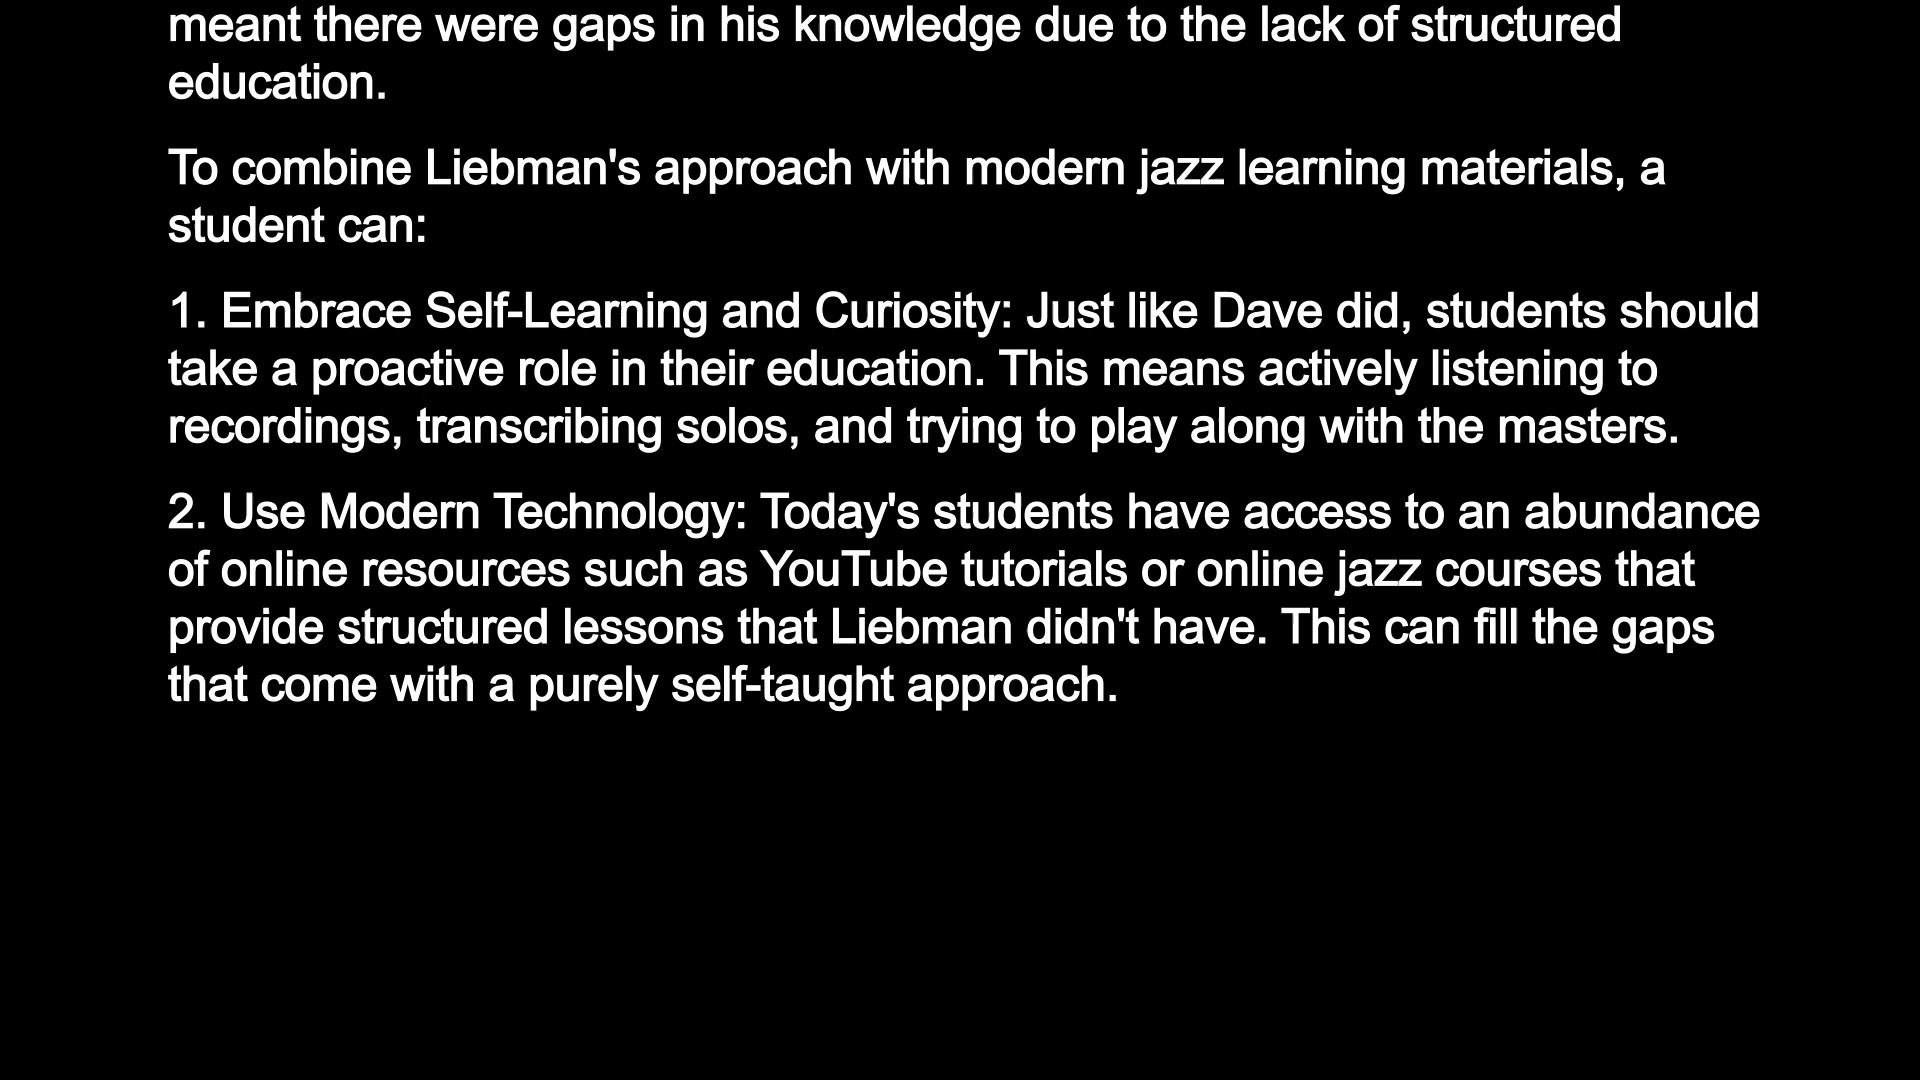 meant there were gaps in his knowledge due to the lack of structured
education.
To combine Liebman's approach with modern jazz learning materials, a
student can:
1. Embrace Self-Learning and Curiosity: Just like Dave did, students should
take a proactive role in their education. This means actively listening to
recordings, transcribing solos, and trying to play along with the masters.
2. Use Modern Technology: Today's students have access to an abundance
of online resources such as YouTube tutorials or online jazz courses that
provide structured lessons that Liebman didn't have. This can fill the gaps
that come with a purely self-taught approach.